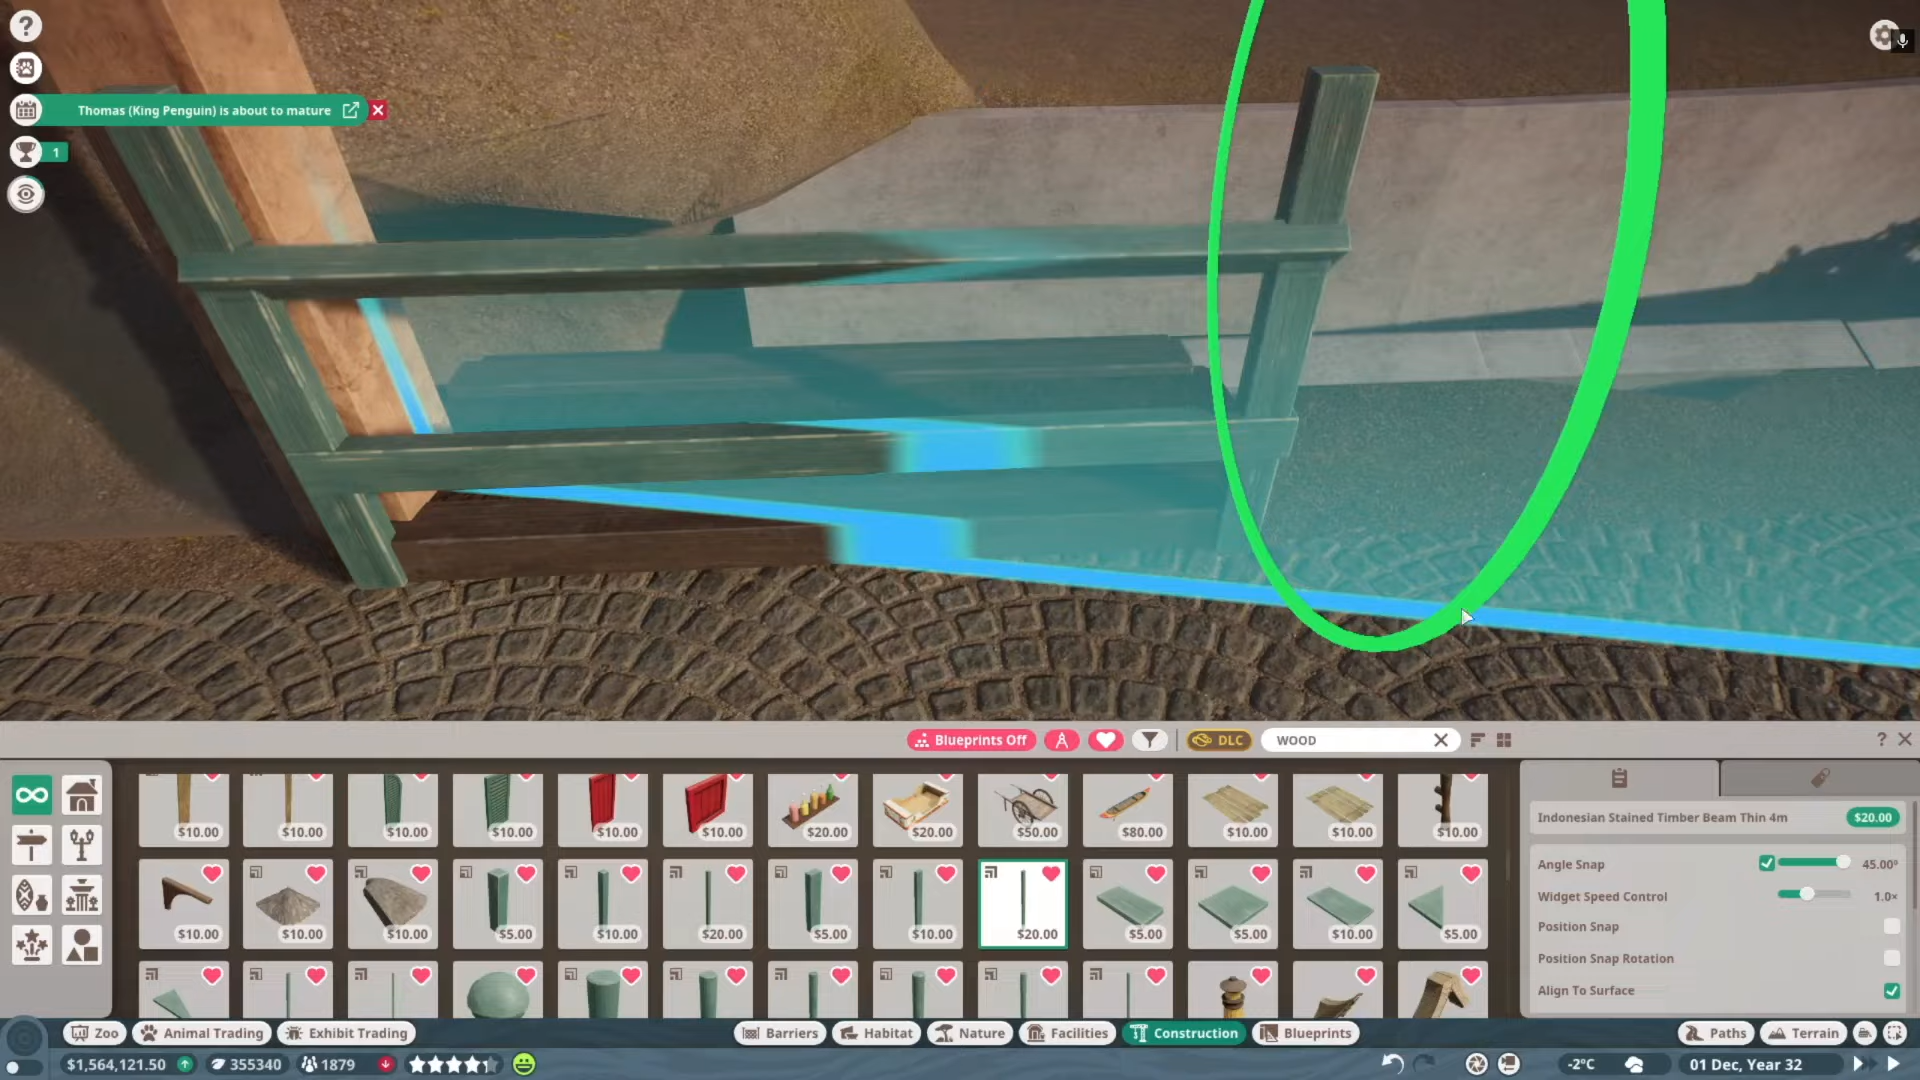 ?
Thomas (King Penguin) is about to mature
1
Blueprints Off
DLC
WOOD
?
$10.00 $10.00 $10.00 $10.00 $10.00 $10.00 $20.00 $20.00 $50.00 $80.00 $10.00 $10.00 $10.00
$10.00 $10.00 $10.00 $5.00 $10.00 $20.00 $5.00 $10.00 $20.00 $5.00 $5.00 $10.00 $5.00
Indonesian Stained Timber Beam Thin 4m $20.00
Angle Snap 45.00º
Widget Speed Control 1.0×
Position Snap
Position Snap Rotation
Align To Surface
Zoo Animal Trading Exhibit Trading Barriers Habitat Nature Facilities Construction Blueprints Paths Terrain
$1,564,121.50 355340 1879 -2°C 01 Dec, Year 32